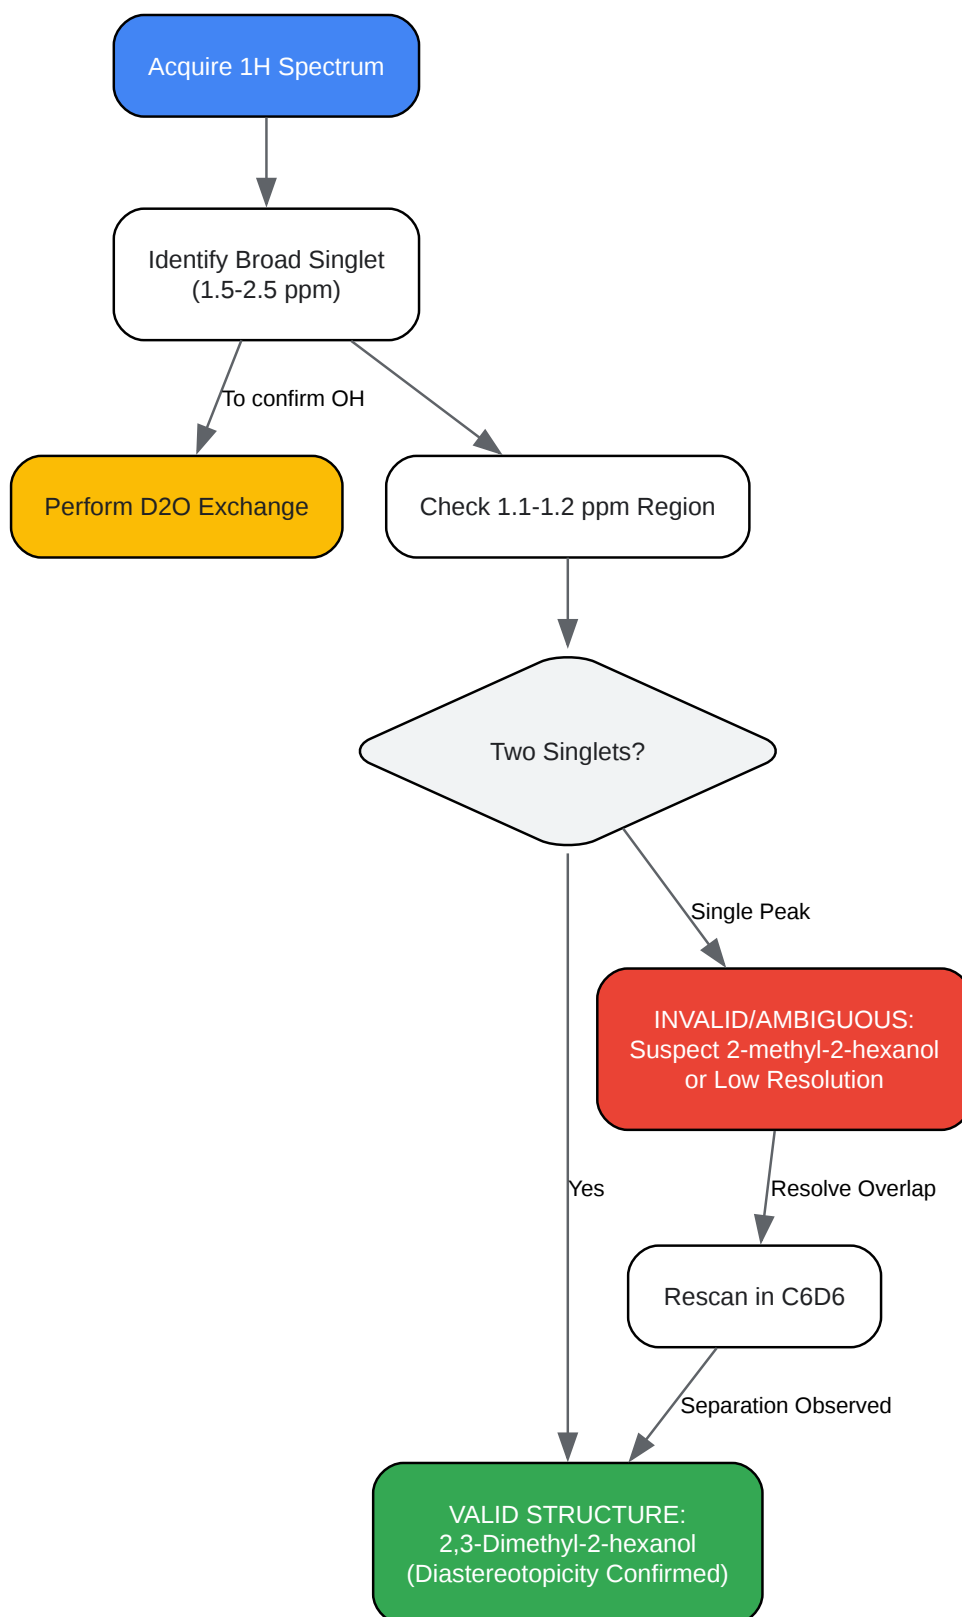 Acquire 1H Spectrum
Identify Broad Singlet
(1.5-2.5 ppm)
To confirm OH
Perform D2O Exchange
Check 1.1-1.2 ppm Region
Two Singlets?
Single Peak
INVALID/AMBIGUOUS:
Suspect 2-methyl-2-hexanol
or Low Resolution
Yes
Resolve Overlap
Rescan in C6D6
Separation Observed
VALID STRUCTURE:
2,3-Dimethyl-2-hexanol
(Diastereotopicity Confirmed)